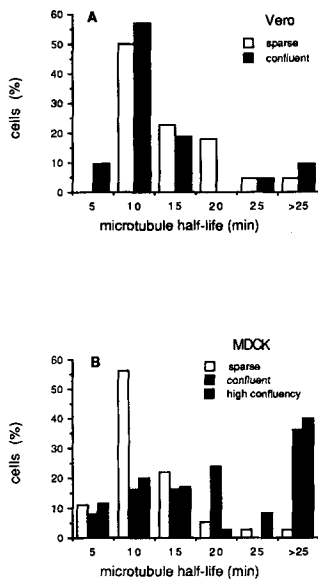 A
Vero
sparse
confluent
60
50
40
30
20
10
0
cells (%)
5 10 15 20 25 >25
microtubule half-life (min)
B
MDCK
sparse
confluent
high confluency
60
50
40
30
20
10
0
cells (%)
5 10 15 20 25 >25
microtubule half-life (min)